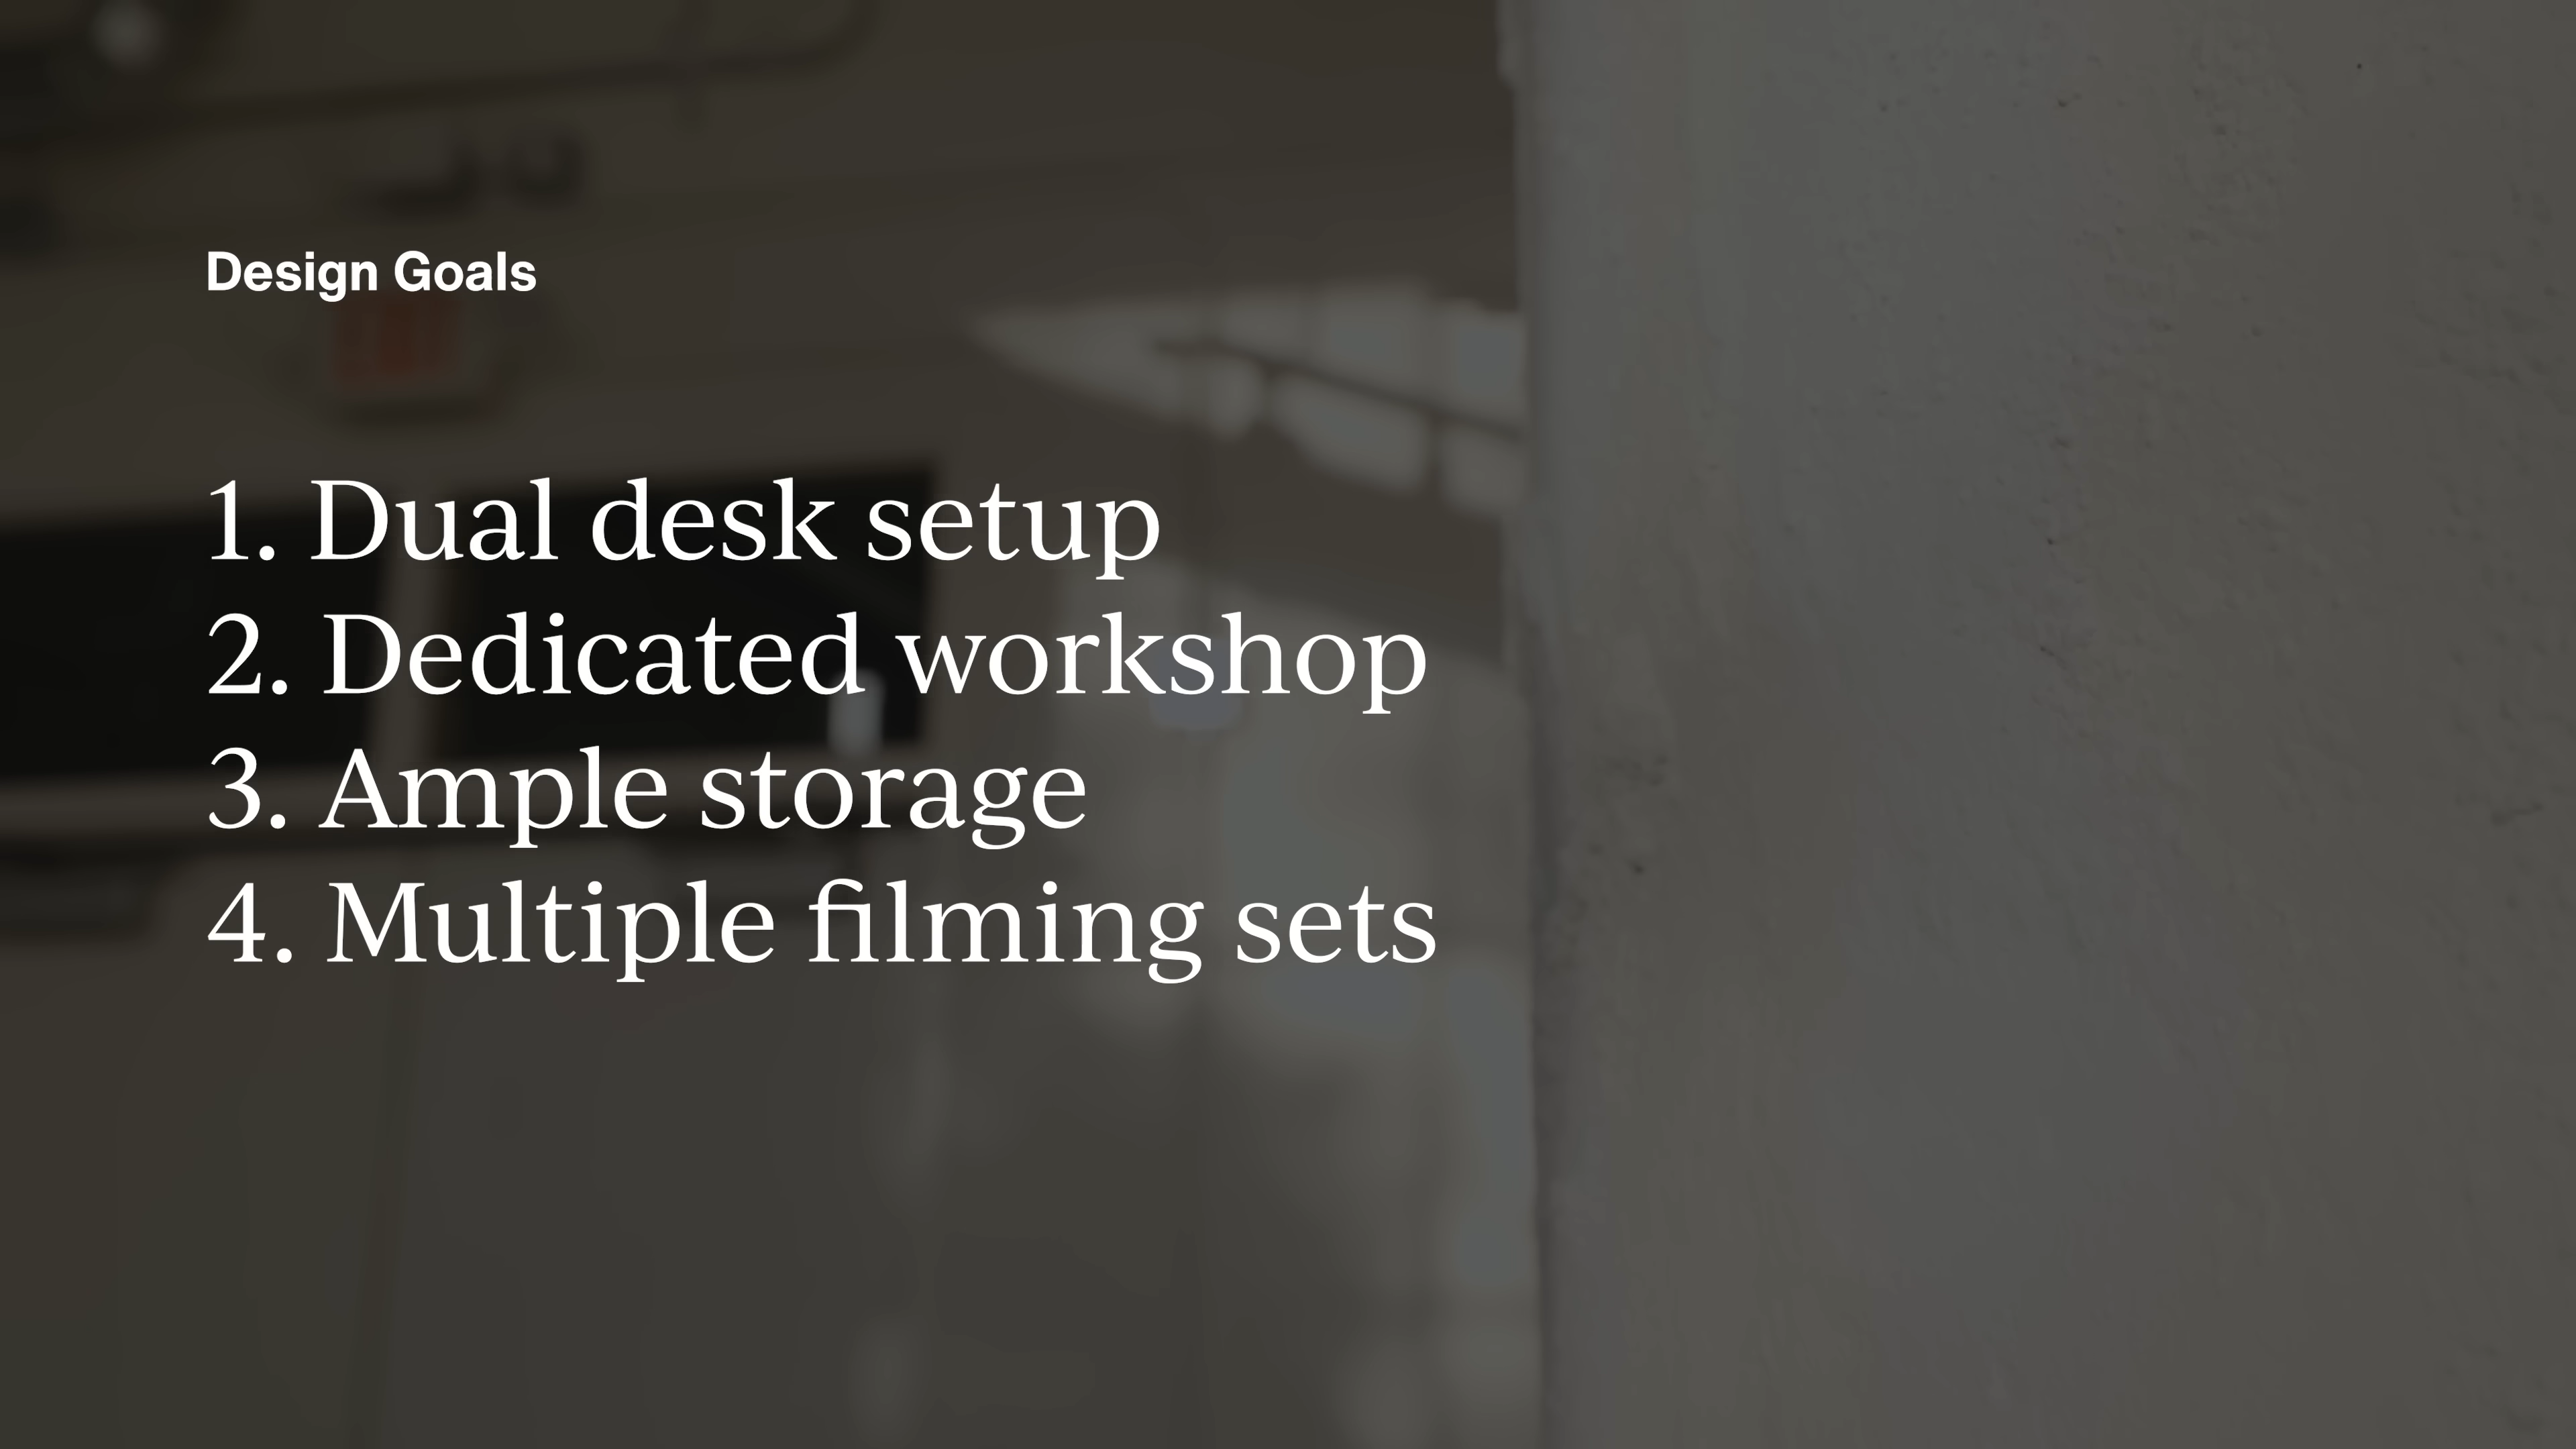 Design Goals
1. Dual desk setup
2. Dedicated workshop
3. Ample storage
4. Multiple filming sets